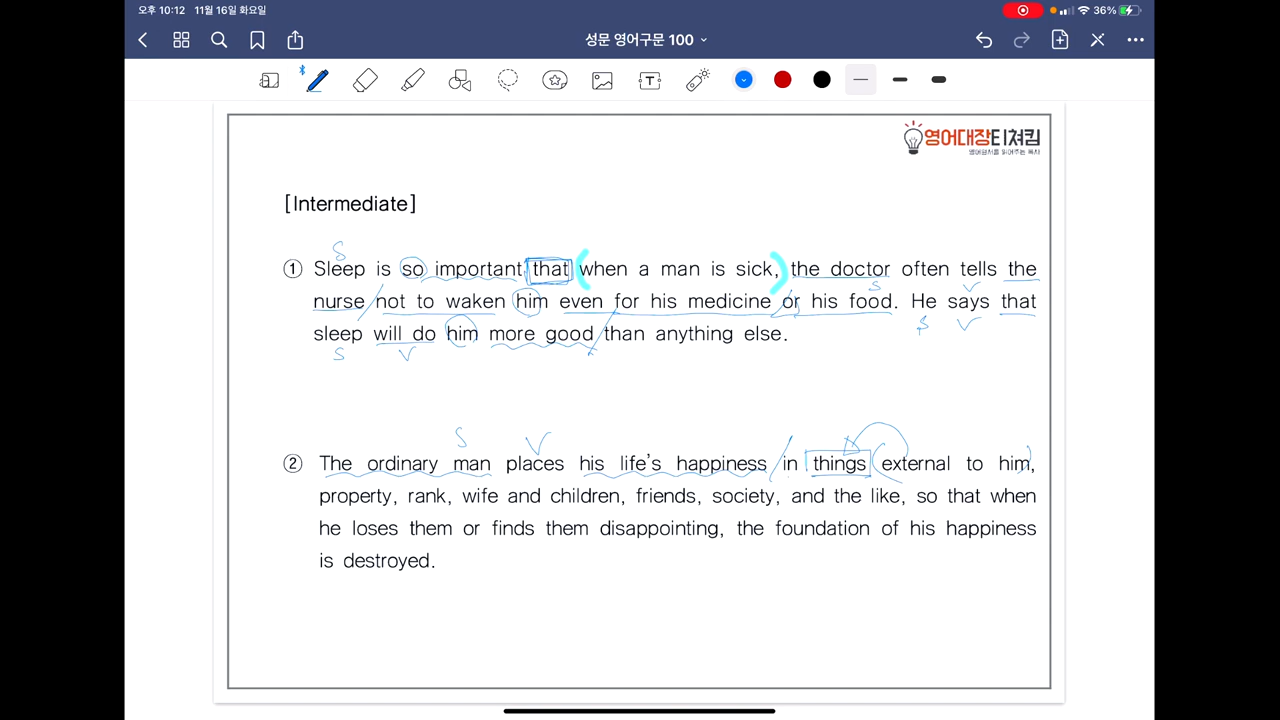 오후 10:12 11월 16일 화요일
36%
성문 영어구문 100
영어대장티쳐킴
[Intermediate]
S
① Sleep is so important that (when a man is sick,) the doctor often tells the
S V
nurse not to waken him even for his medicine or his food. He says that
S V
sleep will do him more good than anything else.
S V
S V
② The ordinary man places his life's happiness in things (external to him),
property, rank, wife and children, friends, society, and the like, so that when
he loses them or finds them disappointing, the foundation of his happiness
is destroyed.